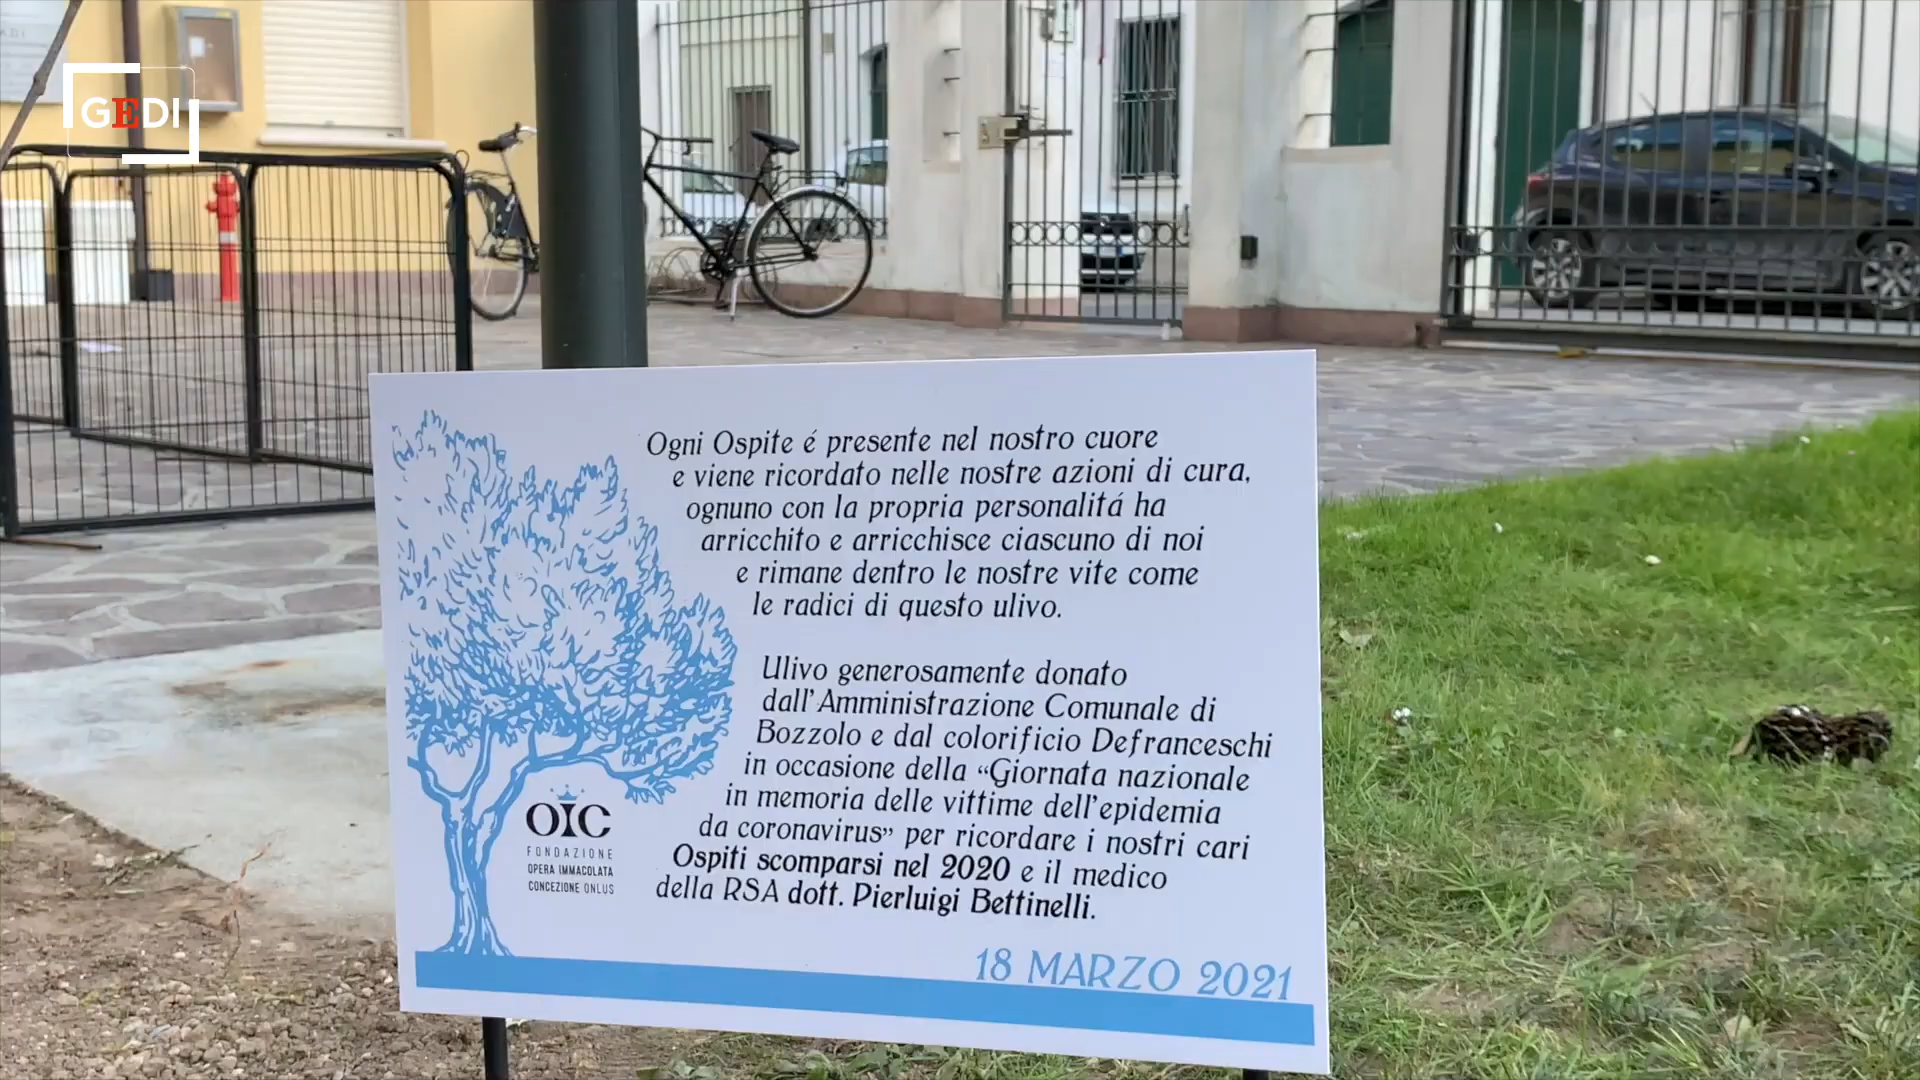 GEDI
Ogni Ospite é presente nel nostro cuore
e viene ricordato nelle nostre azioni di cura,
ognuno con la propria personalitá ha
arricchito e arricchisce ciascuno di noi
e rimane dentro le nostre vite come
le radici di questo ulivo.
Ulivo generosamente donato
dall'Amministrazione Comunale di
Bozzolo e dal colorificio Defranceschi
in occasione della “Giornata nazionale
in memoria delle vittime dell'epidemia
da coronavirus” per ricordare i nostri cari
Ospiti scomparsi nel 2020 e il medico
della RSA dott. Pierluigi Bettinelli.
OIC
FONDAZIONE
OPERA IMMACOLATA
CONCEZIONE ONLUS
18 MARZO 2021